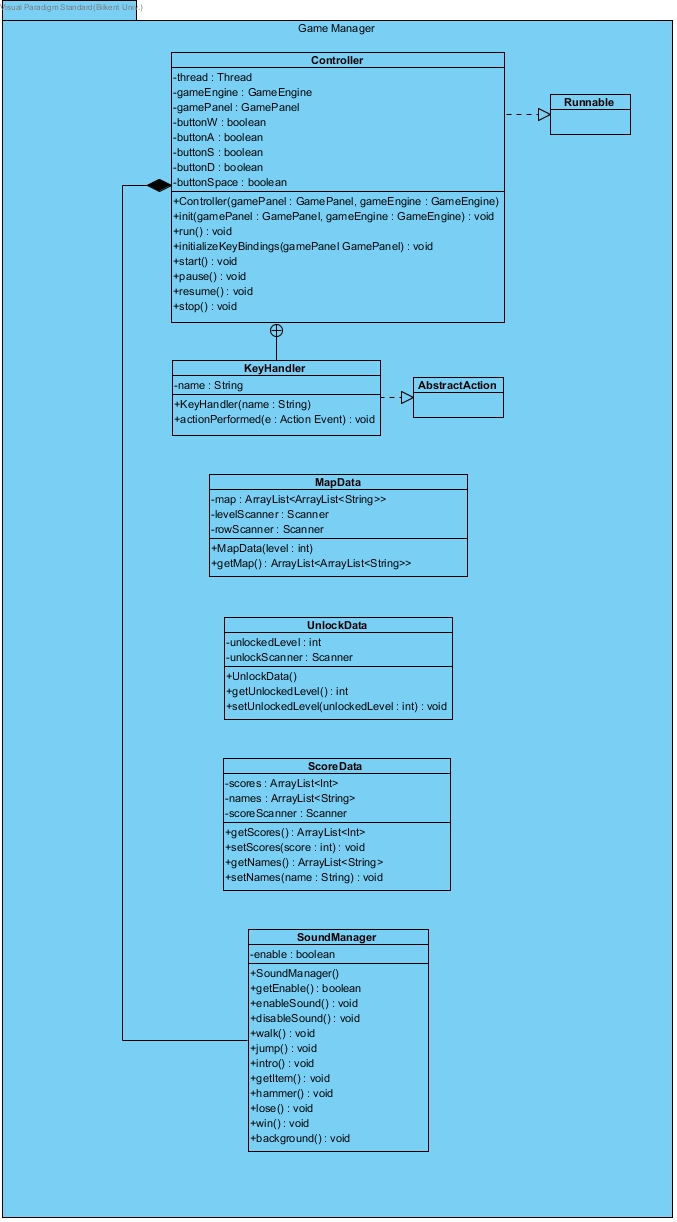 Visual Paradigm Standard(Bilkent Univ.)
Game Manager
Controller
-thread : Thread
-gameEngine : GameEngine
-gamePanel : GamePanel
-buttonW : boolean
-buttonA : boolean
-buttonS : boolean
-buttonD : boolean
-buttonSpace : boolean
+Controller(gamePanel : GamePanel, gameEngine : GameEngine)
+init(gamePanel : GamePanel, gameEngine : GameEngine) : void
+run() : void
+initializeKeyBindings(gamePanel GamePanel) : void
+start() : void
+pause() : void
+resume() : void
+stop() : void
Runnable
KeyHandler
-name : String
+KeyHandler(name : String)
+actionPerformed(e : Action Event) : void
AbstractAction
MapData
-map : ArrayList<ArrayList<String>>
-levelScanner : Scanner
-rowScanner : Scanner
+MapData(level : int)
+getMap() : ArrayList<ArrayList<String>>
UnlockData
-unlockedLevel : int
-unlockScanner : Scanner
+UnlockData()
+getUnlockedLevel() : int
+setUnlockedLevel(unlockedLevel : int) : void
ScoreData
-scores : ArrayList<Int>
-names : ArrayList<String>
-scoreScanner : Scanner
+getScores() : ArrayList<Int>
+setScores(score : int) : void
+getNames() : ArrayList<String>
+setNames(name : String) : void
SoundManager
-enable : boolean
+SoundManager()
+getEnable() : boolean
+enableSound() : void
+disableSound() : void
+walk() : void
+jump() : void
+intro() : void
+getItem() : void
+hammer() : void
+lose() : void
+win() : void
+background() : void